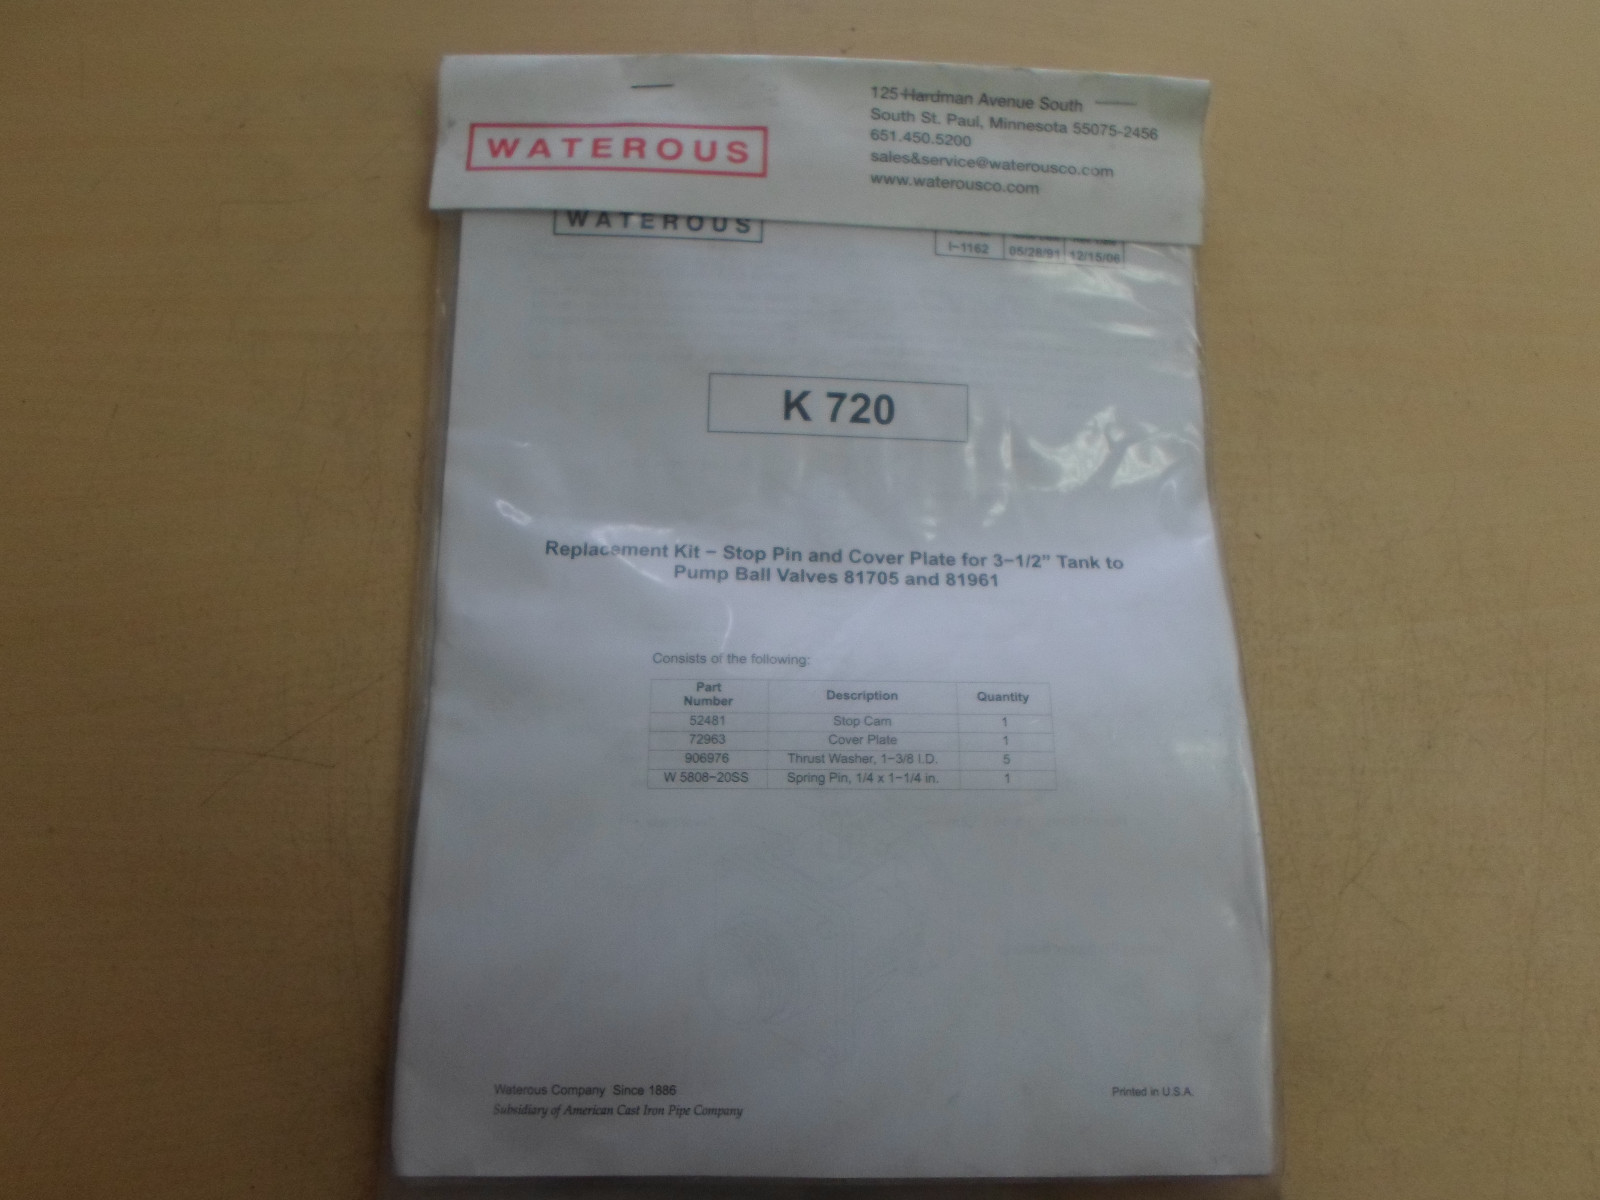 WATEROUS
125 Hardman Avenue South
South St. Paul, Minnesota 55075-2456
651.450.5200
sales&service@waterousco.com
www.waterousco.com
WATEROUS
I-1162 05/28/91 12/15/06
K 720
Replacement Kit – Stop Pin and Cover Plate for 3-1/2" Tank to
Pump Ball Valves 81705 and 81961
Consists of the following:
Part Number Description Quantity
52481 Stop Cam 1
72963 Cover Plate 1
906976 Thrust Washer, 1-3/8 I.D. 5
W 5808-20SS Spring Pin, 1/4 x 1-1/4 in. 1
Waterous Company Since 1886
Subsidiary of American Cast Iron Pipe Company
Printed in U.S.A.